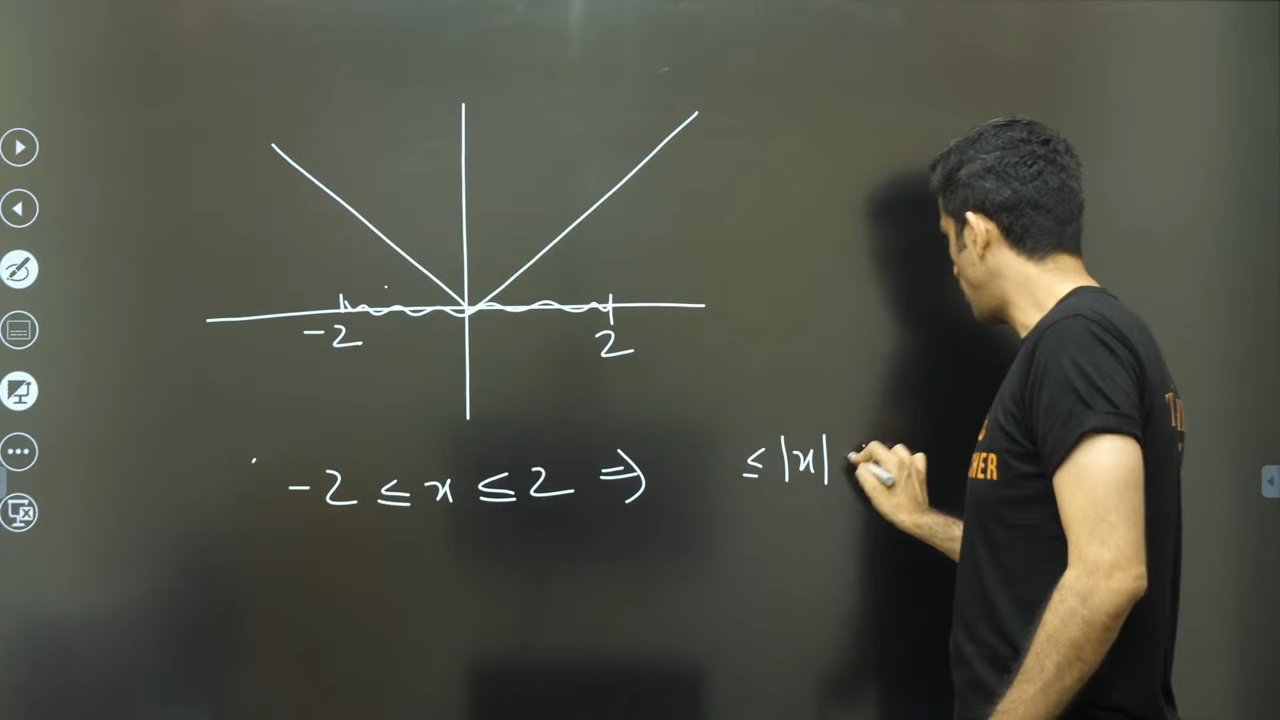 -2 2
-2 ≤ x ≤ 2 ⇒ ≤ |x|